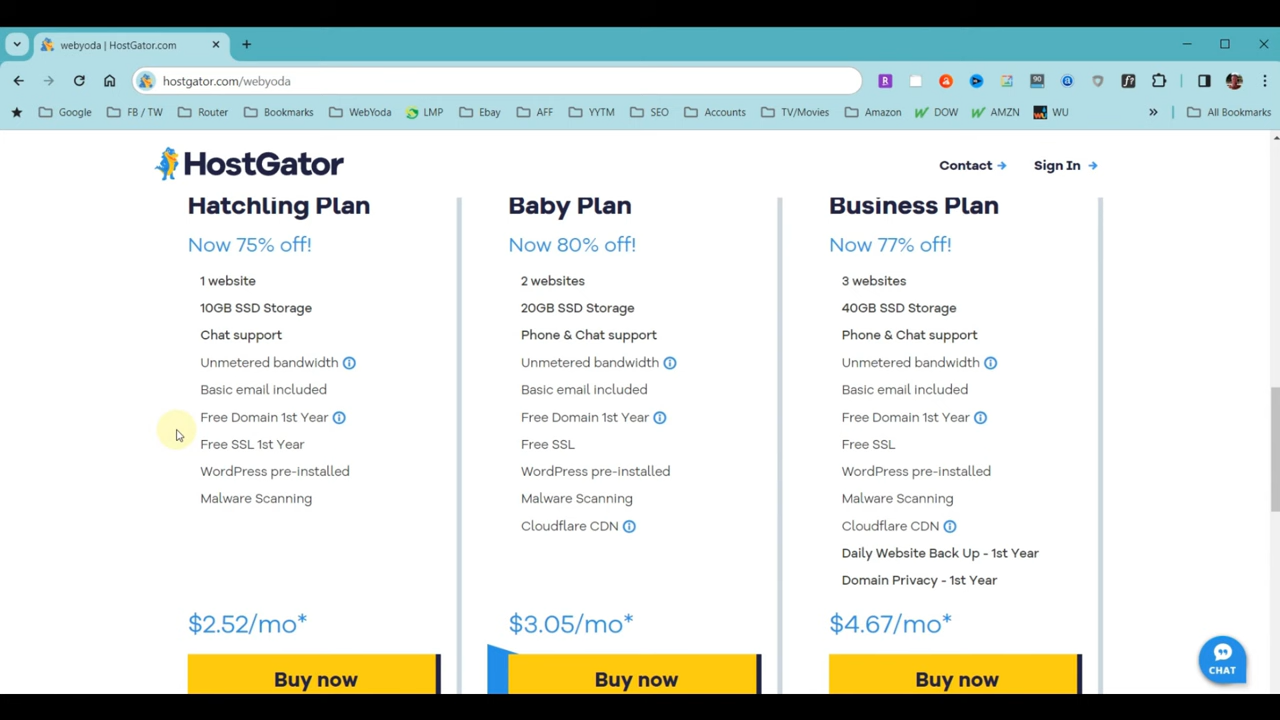 webyoda | HostGator.com
hostgator.com/webyoda
Google
FB / TW
Router
Bookmarks
WebYoda
LMP
Ebay
AFF
YYTM
SEO
Accounts
TV/Movies
Amazon
DOW
AMZN
WU
»
All Bookmarks
HostGator
Contact
Sign In
Hatchling Plan
Now 75% off!
1 website
10GB SSD Storage
Chat support
Unmetered bandwidth
Basic email included
Free Domain 1st Year
Free SSL 1st Year
WordPress pre-installed
Malware Scanning
$2.52/mo*
Buy now
Baby Plan
Now 80% off!
2 websites
20GB SSD Storage
Phone & Chat support
Unmetered bandwidth
Basic email included
Free Domain 1st Year
Free SSL
WordPress pre-installed
Malware Scanning
Cloudflare CDN
$3.05/mo*
Buy now
Business Plan
Now 77% off!
3 websites
40GB SSD Storage
Phone & Chat support
Unmetered bandwidth
Basic email included
Free Domain 1st Year
Free SSL
WordPress pre-installed
Malware Scanning
Cloudflare CDN
Daily Website Back Up - 1st Year
Domain Privacy - 1st Year
$4.67/mo*
Buy now
CHAT